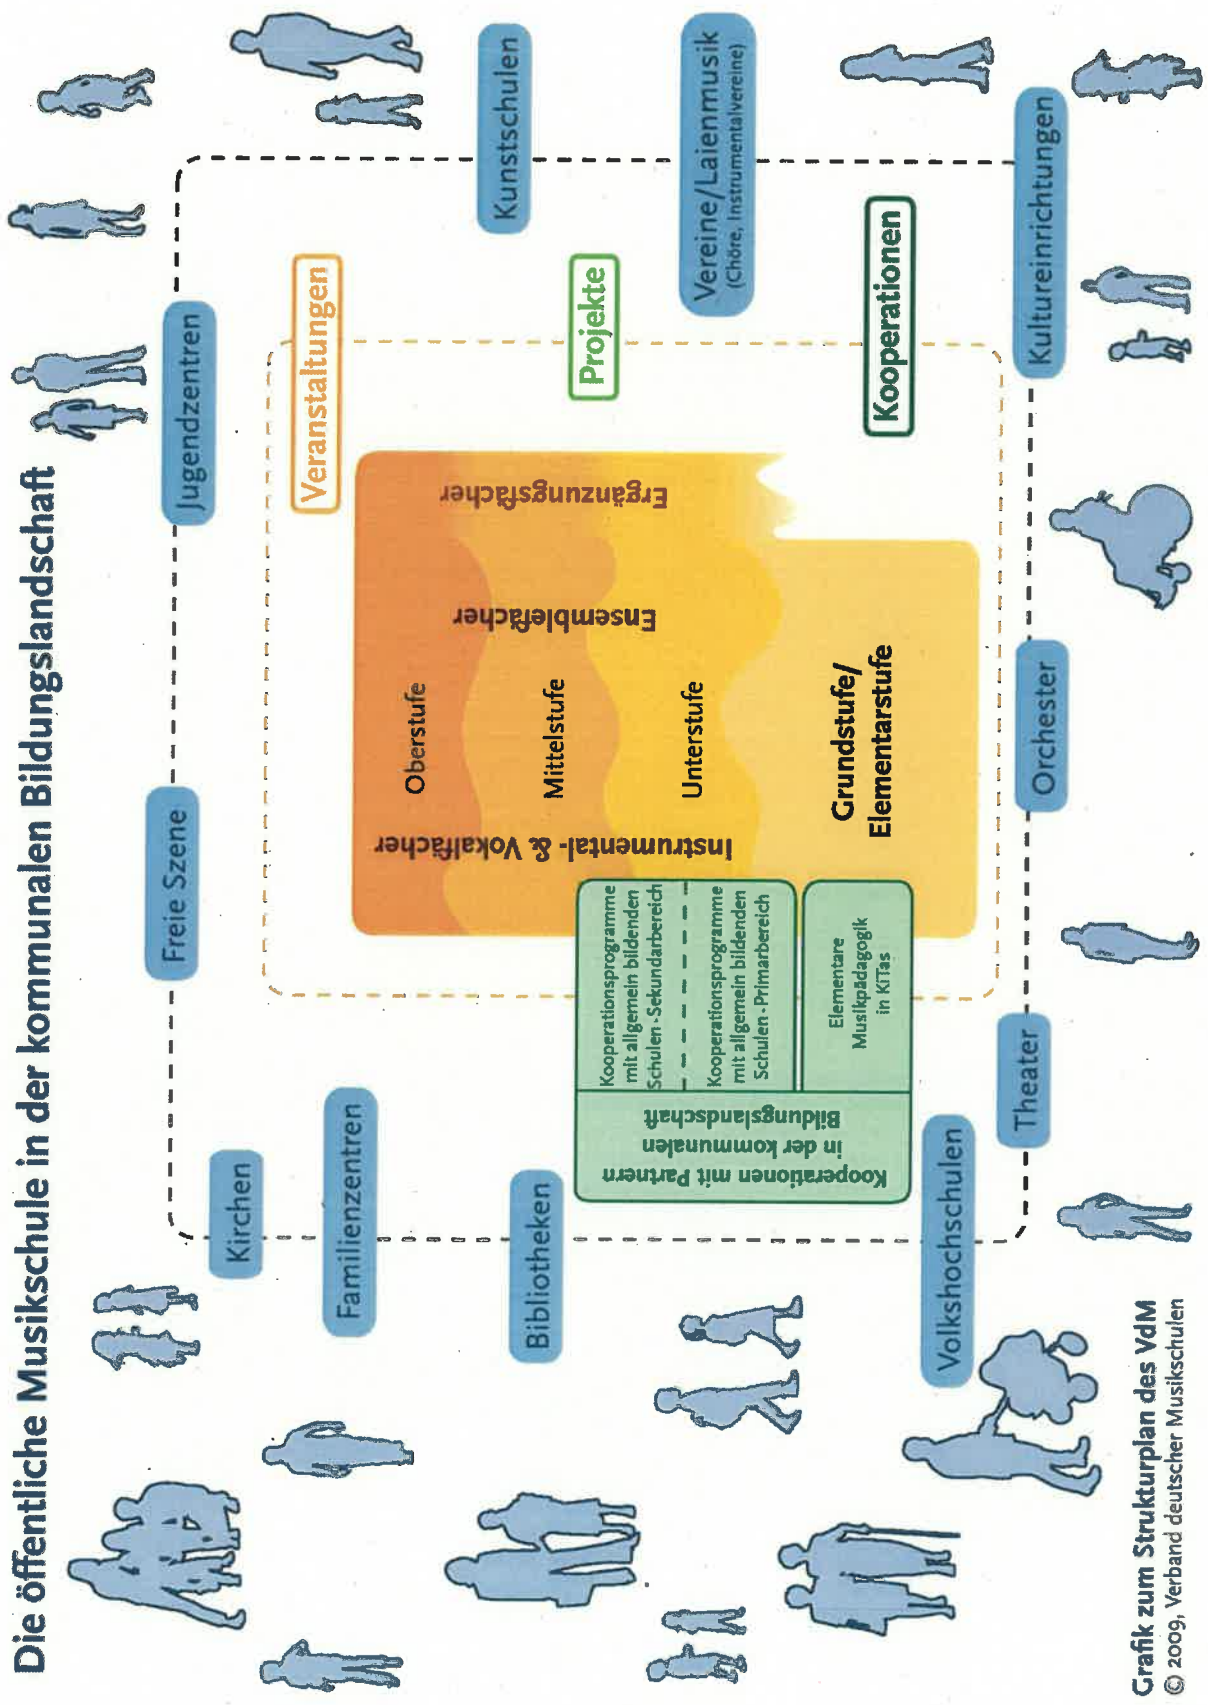 Die öffentliche Musikschule in der kommunalen Bildungslandschaft
Kirchen
Freie Szene
Jugendzentren
Familienzentren
Veranstaltungen
Bibliotheken
Kunstschulen
Instrumental- & Vokalfächer
Ensemblefächer
Ergänzungsfächer
Oberstufe
Mittelstufe
Unterstufe
Grundstufe/
Elementarstufe
Projekte
Kooperationen mit Partnern
in der kommunalen
Bildungslandschaft
Kooperationsprogramme
mit allgemein bildenden
Schulen-Sekundarbereich
Kooperationsprogramme
mit allgemein bildenden
Schulen-Primarbereich
Elementare
Musikpädagogik
in KiTas
Vereine/Laienmusik
(Chöre, Instrumentalvereine)
Kooperationen
Volkshochschulen
Theater
Orchester
Kultureinrichtungen
Grafik zum Strukturplan des VdM
© 2009, Verband deutscher Musikschulen